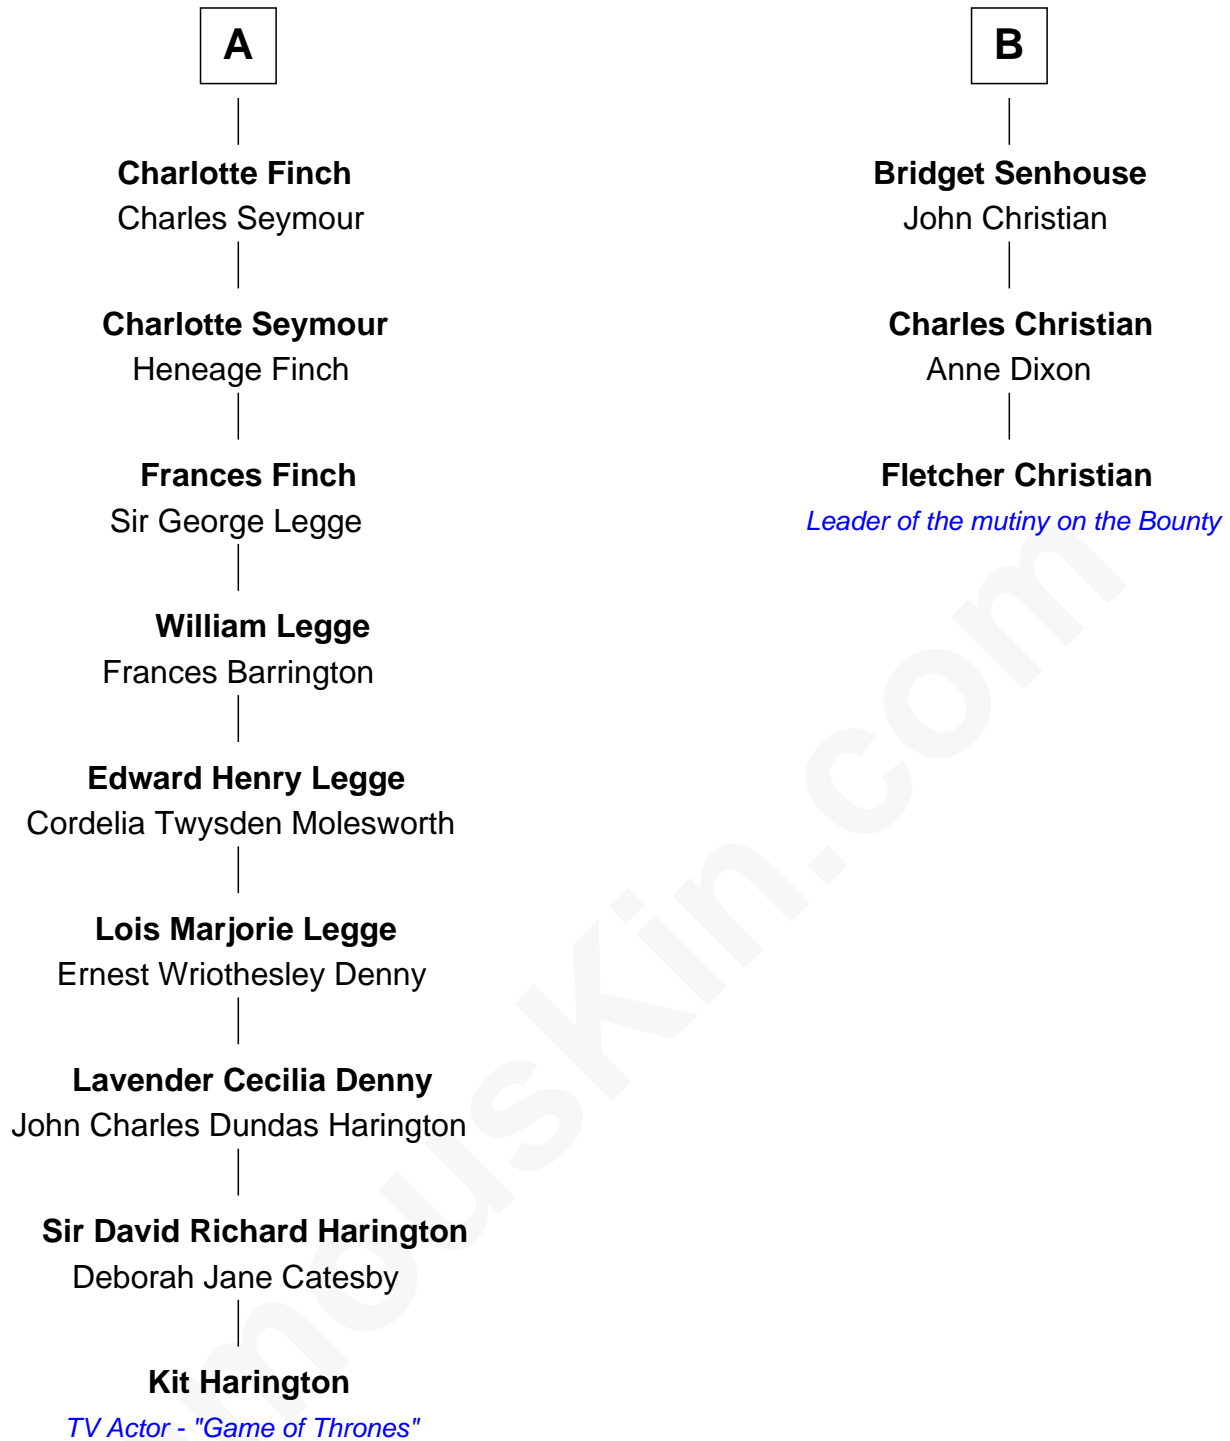 A
Charlotte Finch
Charles Seymour
Charlotte Seymour
Heneage Finch
Frances Finch
Sir George Legge
William Legge
Frances Barrington
Edward Henry Legge
Cordelia Twysden Molesworth
Lois Marjorie Legge
Ernest Wriothesley Denny
Lavender Cecilia Denny
John Charles Dundas Harington
Sir David Richard Harington
Deborah Jane Catesby
Kit Harington
TV Actor - "Game of Thrones"
B
Bridget Senhouse
John Christian
Charles Christian
Anne Dixon
Fletcher Christian
Leader of the mutiny on the Bounty
mouskin.com